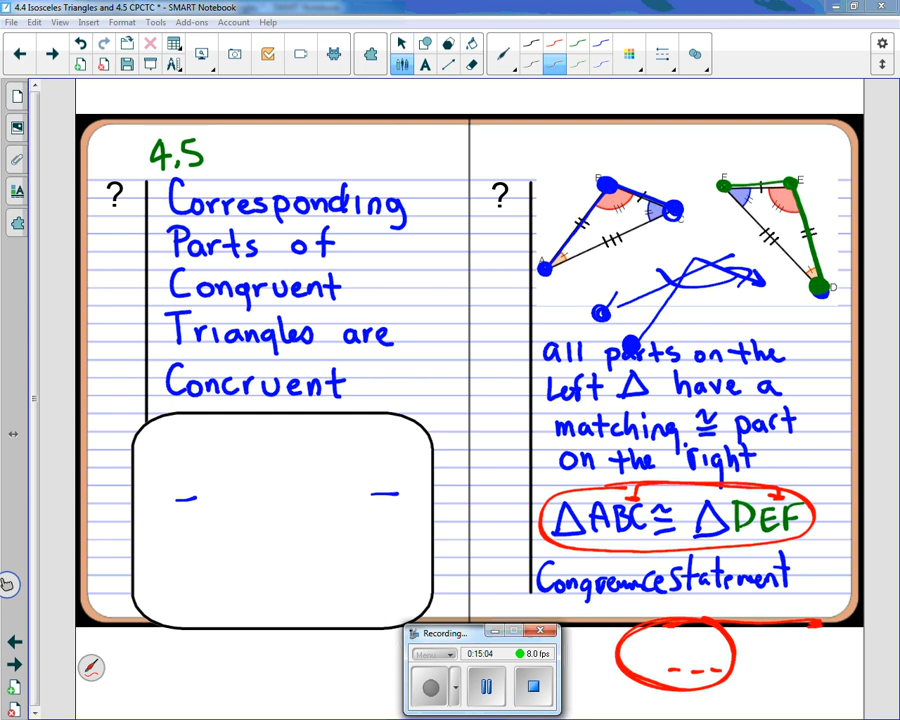 4.4 Isosceles Triangles and 4.5 CPCTC * - SMART Notebook
File Edit View Insert Format Tools Add-ons Account Help
4,5
? Corresponding
Parts of
Congruent
Triangles are
Concruent
?
B
C
A
F
E
D
all parts on the
Left Δ have a
matching ≅ part
on the right
ΔABC ≅ ΔDEF
Congruence Statement
Recording...
Menu 0:15:04 8.0 fps